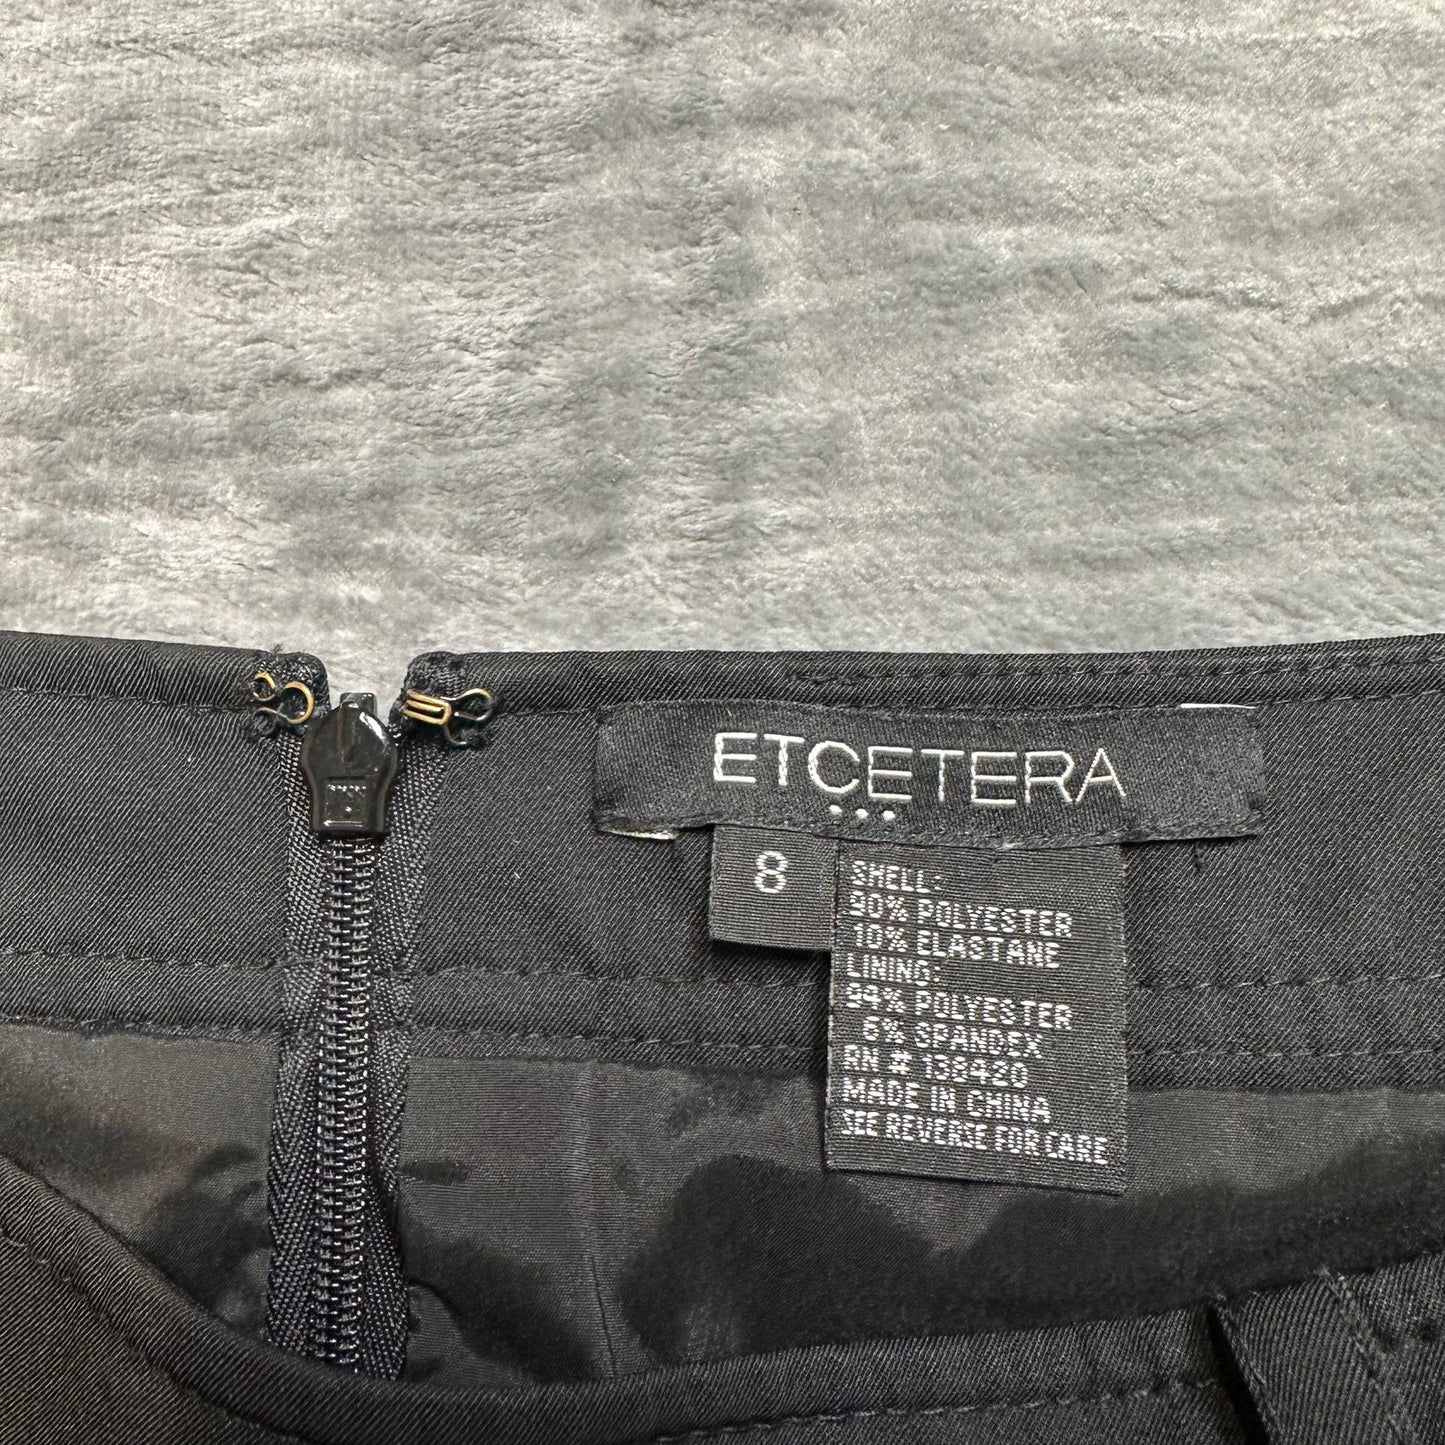 ETCETERA
...
8
SHELL:
90% POLYESTER
10% ELASTANE
LINING:
94% POLYESTER
6% SPANDEX
RN # 138420
MADE IN CHINA
SEE REVERSE FOR CARE